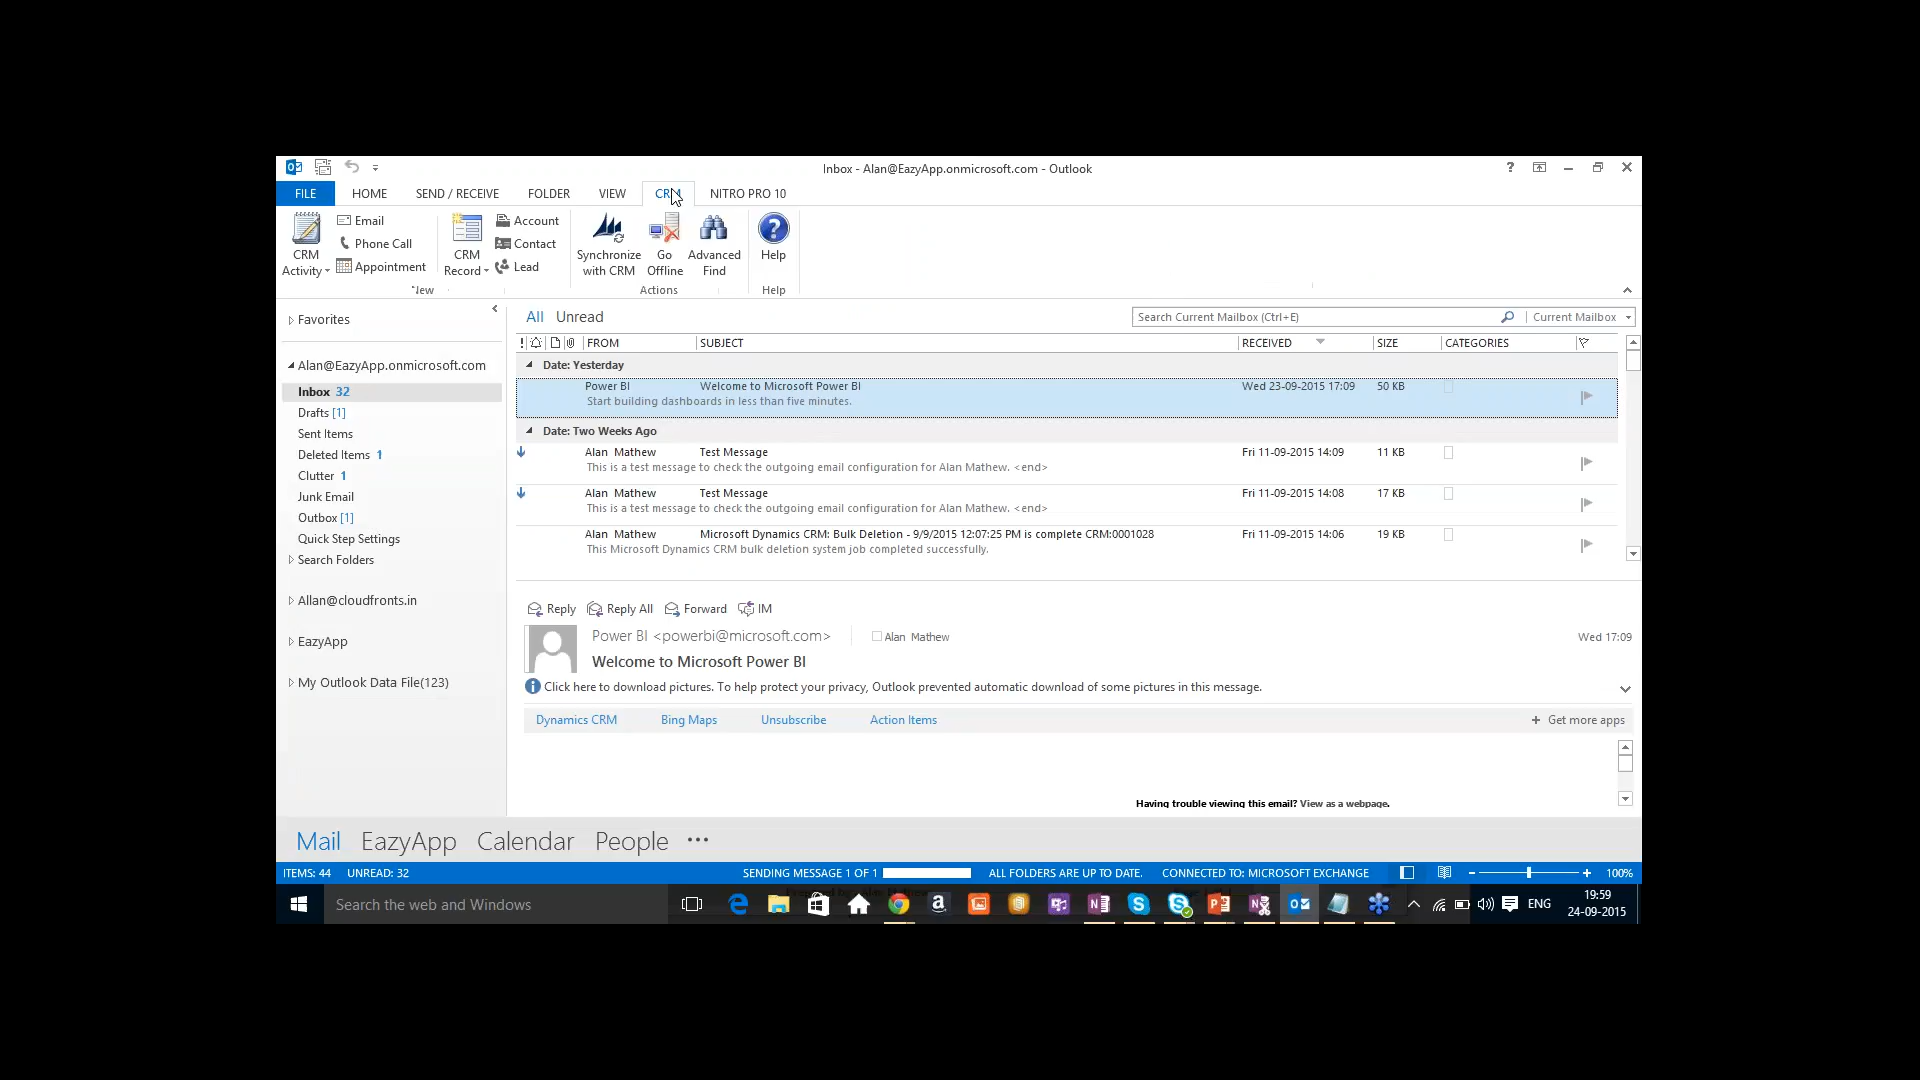 Inbox - Alan@EazyApp.onmicrosoft.com - Outlook
FILE HOME SEND / RECEIVE FOLDER VIEW CRM NITRO PRO 10
CRM Activity
Email
Phone Call
Appointment
New
CRM Record
Account
Contact
Lead
Synchronize with CRM
Go Offline
Advanced Find
Actions
Help
Help
Favorites
Alan@EazyApp.onmicrosoft.com
Inbox 32
Drafts [1]
Sent Items
Deleted Items 1
Clutter 1
Junk Email
Outbox [1]
Quick Step Settings
Search Folders
Allan@cloudfronts.in
EazyApp
My Outlook Data File(123)
All Unread
Search Current Mailbox (Ctrl+E) Current Mailbox
FROM SUBJECT RECEIVED SIZE CATEGORIES
Date: Yesterday
Power BI Welcome to Microsoft Power BI Wed 23-09-2015 17:09 50 KB
Start building dashboards in less than five minutes.
Date: Two Weeks Ago
Alan Mathew Test Message Fri 11-09-2015 14:09 11 KB
This is a test message to check the outgoing email configuration for Alan Mathew. <end>
Alan Mathew Test Message Fri 11-09-2015 14:08 17 KB
This is a test message to check the outgoing email configuration for Alan Mathew. <end>
Alan Mathew Microsoft Dynamics CRM: Bulk Deletion - 9/9/2015 12:07:25 PM is complete CRM:0001028 Fri 11-09-2015 14:06 19 KB
This Microsoft Dynamics CRM bulk deletion system job completed successfully.
Reply Reply All Forward IM
Power BI <powerbi@microsoft.com> Alan Mathew Wed 17:09
Welcome to Microsoft Power BI
Click here to download pictures. To help protect your privacy, Outlook prevented automatic download of some pictures in this message.
Dynamics CRM Bing Maps Unsubscribe Action Items + Get more apps
Having trouble viewing this email? View as a webpage.
Mail EazyApp Calendar People ...
ITEMS: 44 UNREAD: 32 SENDING MESSAGE 1 OF 1 ALL FOLDERS ARE UP TO DATE. CONNECTED TO: MICROSOFT EXCHANGE 100%
Search the web and Windows ENG 19:59
24-09-2015